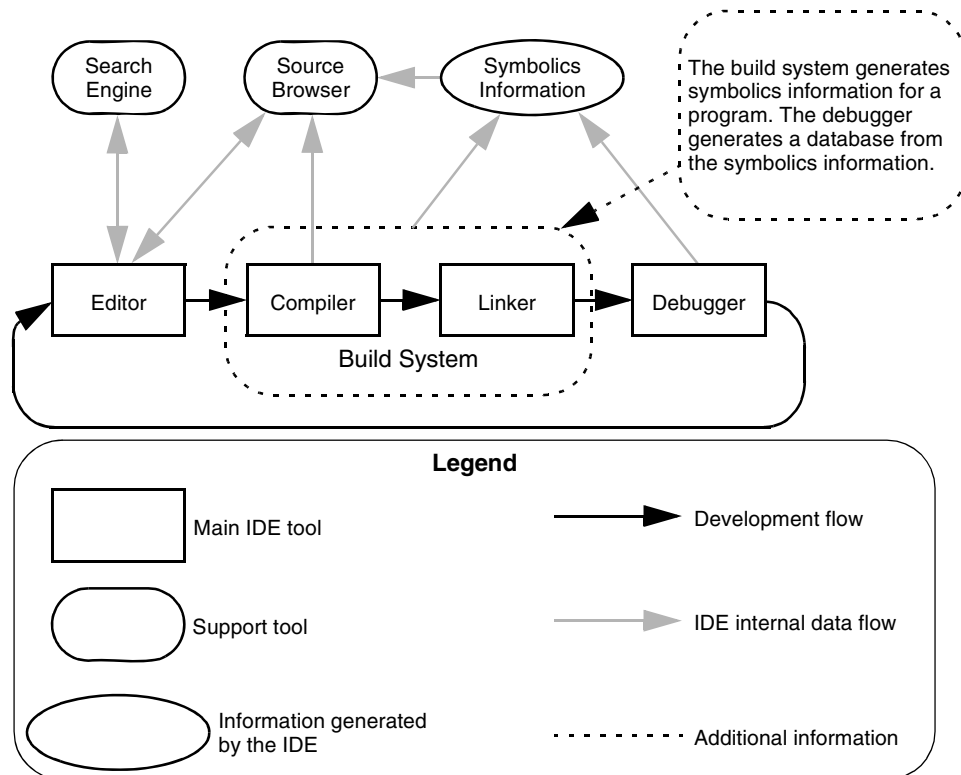 Search
Engine
Source
Browser
Symbolics
Information
The build system generates
symbolics information for a
program. The debugger
generates a database from
the symbolics information.
Editor
Compiler
Linker
Debugger
Build System
Legend
Main IDE tool
Development flow
Support tool
IDE internal data flow
Information generated
by the IDE
Additional information